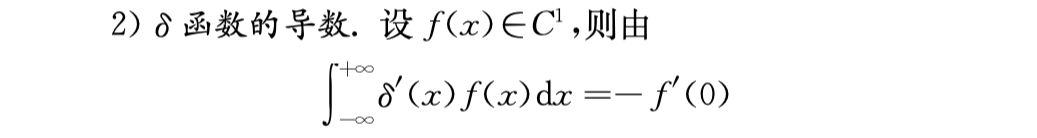 2) δ 函数的导数. 设 f(x)∈C¹,则由
∫_{-∞}^{+∞} δ′(x)f(x)dx=-f′(0)